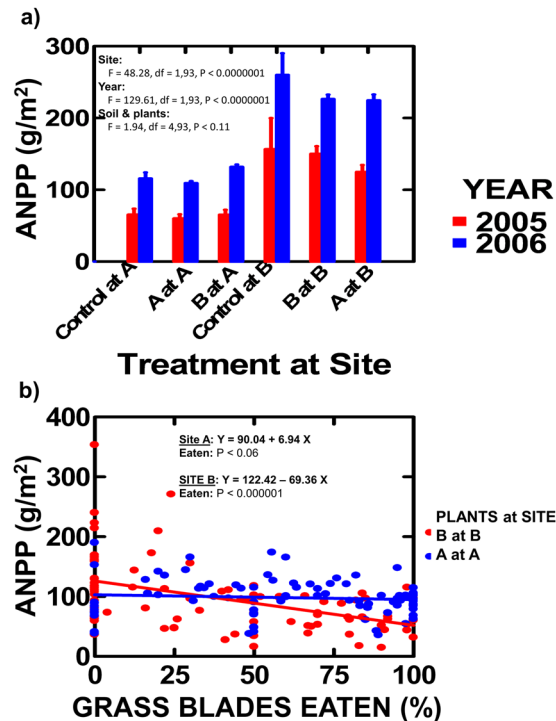 a)
300
200
100
0
ANPP (g/m²)
Site:
F = 48.28, df = 1,93, P < 0.0000001
Year:
F = 129.61, df = 1,93, P < 0.0000001
Soil & plants:
F = 1.94, df = 4,93, P < 0.11
YEAR
2005
2006
Control at A
A at A
B at A
Control at B
B at B
A at B
Treatment at Site
b)
400
300
200
100
0
ANPP (g/m²)
Site A: Y = 90.04 + 6.94 X
Eaten: P < 0.06
SITE B: Y = 122.42 – 69.36 X
Eaten: P < 0.000001
PLANTS at SITE
B at B
A at A
0 25 50 75 100
GRASS BLADES EATEN (%)